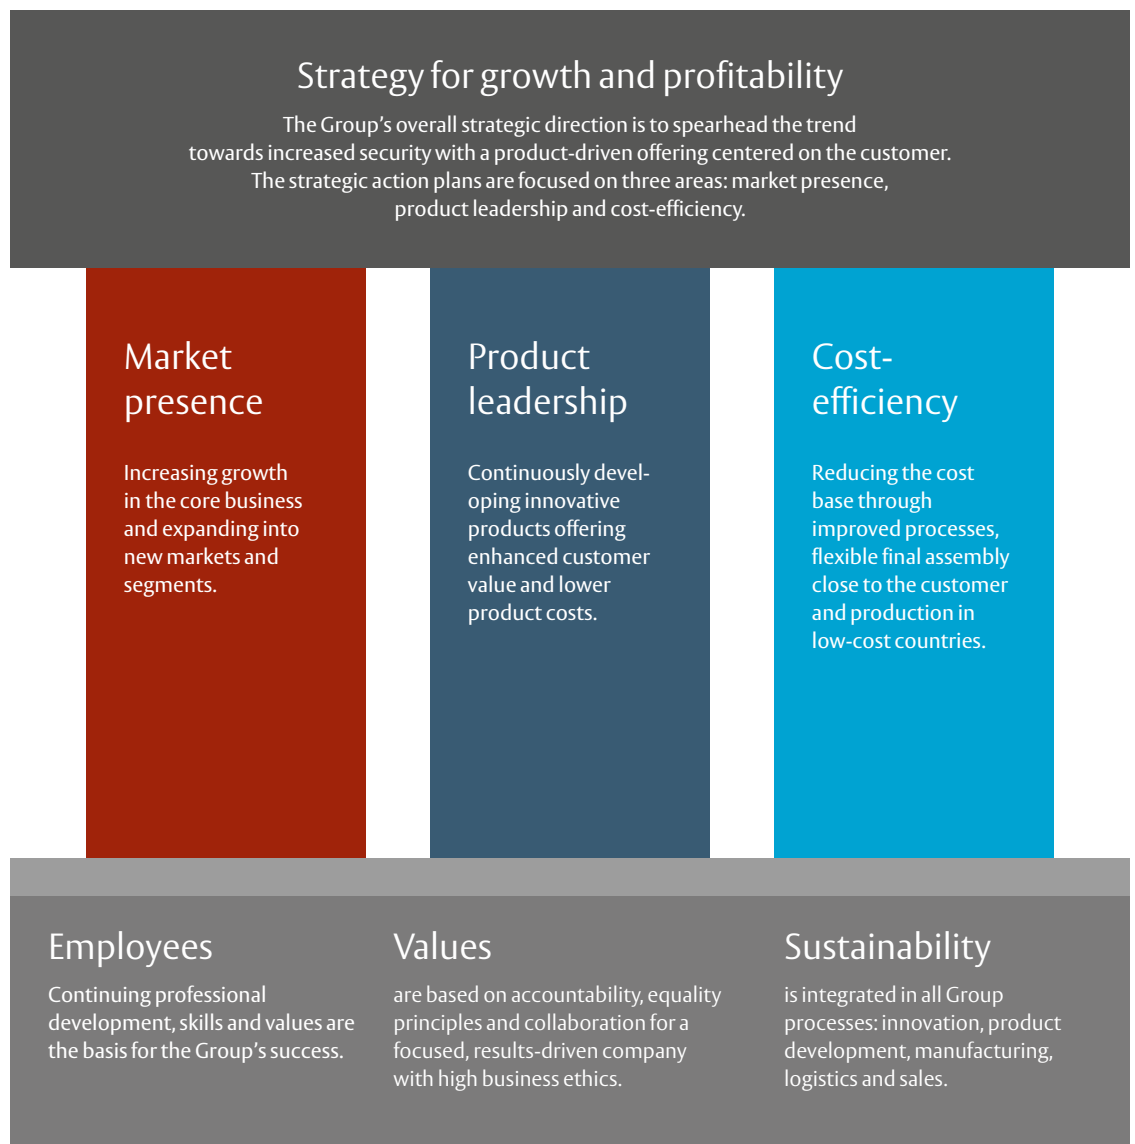 Strategy for growth and profitability
The Group's overall strategic direction is to spearhead the trend
towards increased security with a product-driven offering centered on the customer.
The strategic action plans are focused on three areas: market presence,
product leadership and cost-efficiency.
Market
presence
Increasing growth
in the core business
and expanding into
new markets and
segments.
Product
leadership
Continuously devel-
oping innovative
products offering
enhanced customer
value and lower
product costs.
Cost-
efficiency
Reducing the cost
base through
improved processes,
flexible final assembly
close to the customer
and production in
low-cost countries.
Employees
Continuing professional
development, skills and values are
the basis for the Group's success.
Values
are based on accountability, equality
principles and collaboration for a
focused, results-driven company
with high business ethics.
Sustainability
is integrated in all Group
processes: innovation, product
development, manufacturing,
logistics and sales.